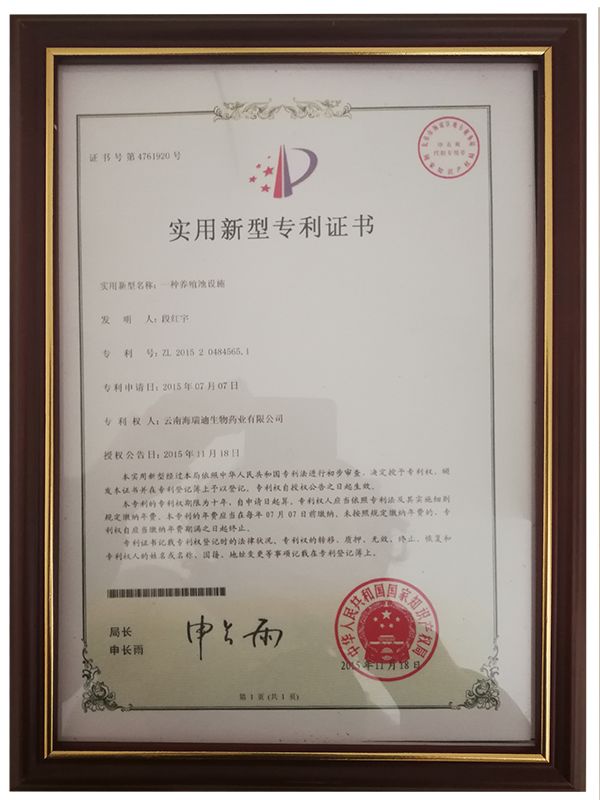 证书号第4761920号
实用新型专利证书
实用新型名称：一种养殖池设施
发 明 人：段红宇
专 利 号：ZL 2015 2 0484565.1
专利申请日：2015年07月07日
专 利 权 人：云南海瑞迪生物药业有限公司
授权公告日：2015年11月18日
本实用新型经过本局依照中华人民共和国专利法进行初步审查，决定授予专利权，颁
发本证书并在专利登记簿上予以登记。专利权自授权公告之日起生效。
本专利的专利权期限为十年，自申请日起算。专利权人应当依照专利法及其实施细则
规定缴纳年费。本专利的年费应当在每年07月07日前缴纳。未按照规定缴纳年费的，专
利权自应当缴纳年费期满之日起终止。
专利证书记载专利权登记时的法律状况。专利权的转移、质押、无效、终止、恢复和
专利权人的姓名或名称、国籍、地址变更等事项记载在专利登记簿上。
局长
申长雨
申长雨
中华人民共和国国家知识产权局
2015年11月18日
第1页(共1页)